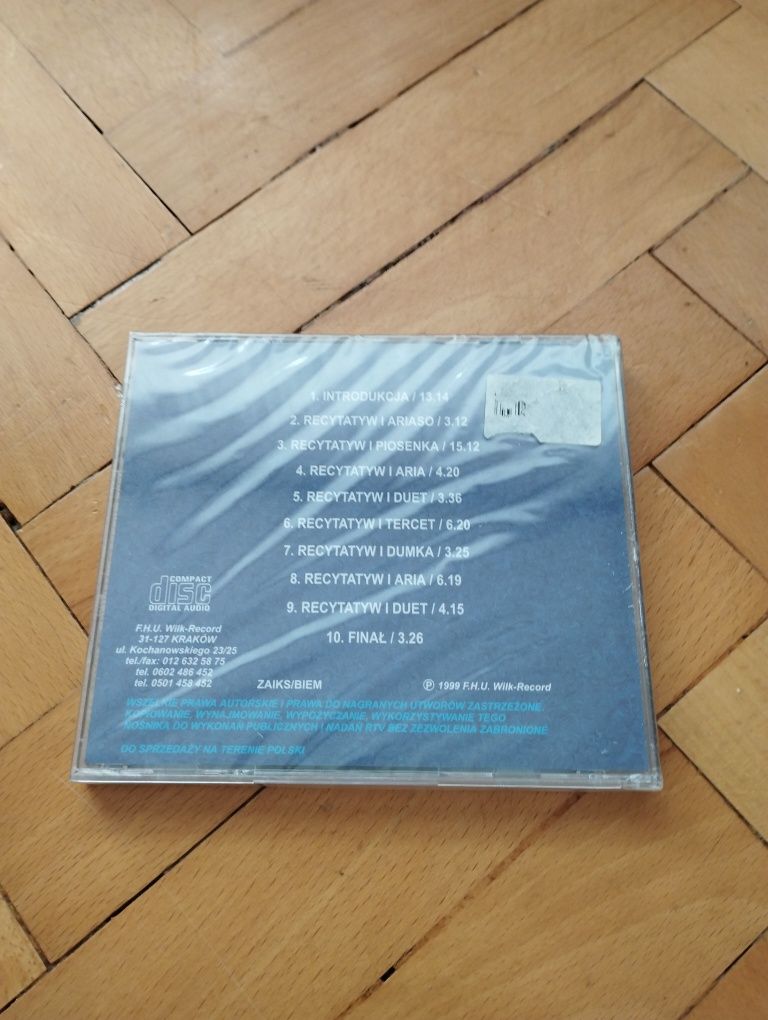 1. INTRODUKCJA / 13.14
2. RECYTATYW I ARIASO / 3.12
3. RECYTATYW I PIOSENKA / 15.12
4. RECYTATYW I ARIA / 4.20
5. RECYTATYW I DUET / 3.36
6. RECYTATYW I TERCET / 6.20
7. RECYTATYW I DUMKA / 3.25
8. RECYTATYW I ARIA / 6.19
9. RECYTATYW I DUET / 4.15
10. FINAŁ / 3.26
COMPACT
disc
DIGITAL AUDIO
F.H.U. Wilk-Record
31-127 KRAKÓW
ul. Kochanowskiego 23/25
tel./fax: 012 632 58 75
tel. 0602 486 452
tel. 0501 458 452
ZAIKS/BIEM
℗ 1999 F.H.U. Wilk-Record
WSZELKIE PRAWA AUTORSKIE I PRAWA DO NAGRANYCH UTWORÓW ZASTRZEŻONE.
KOPIOWANIE, WYNAJMOWANIE, WYPOŻYCZANIE, WYKORZYSTYWANIE TEGO
NOŚNIKA DO WYKONAŃ PUBLICZNYCH I NADAŃ RTV BEZ ZEZWOLENIA ZABRONIONE
DO SPRZEDAŻY NA TERENIE POLSKI